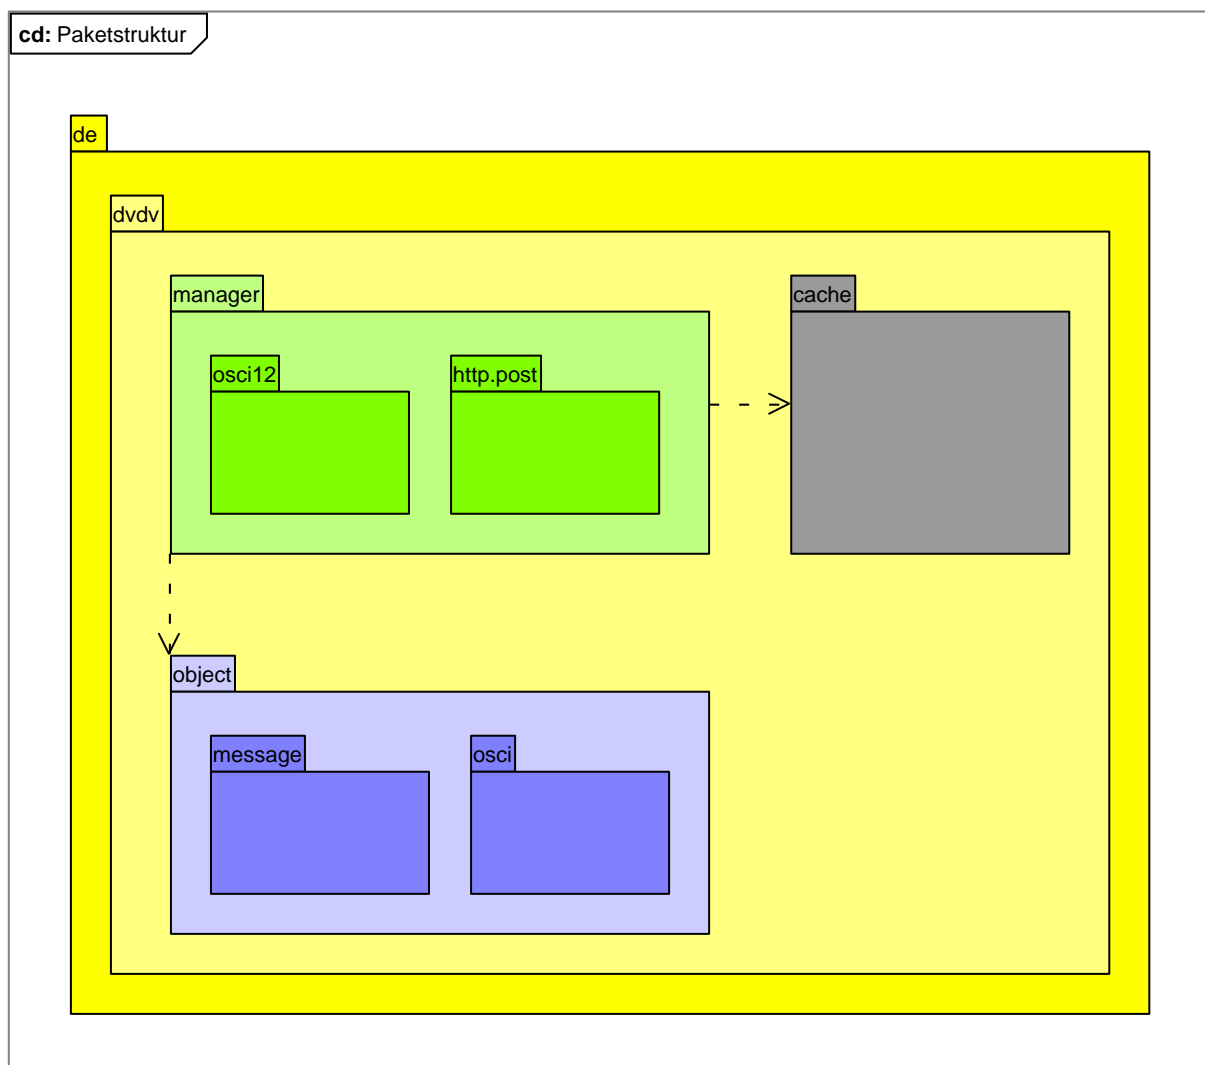 cd: Paketstruktur
de
dvdv
manager
cache
osci12
http.post
object
message
osci